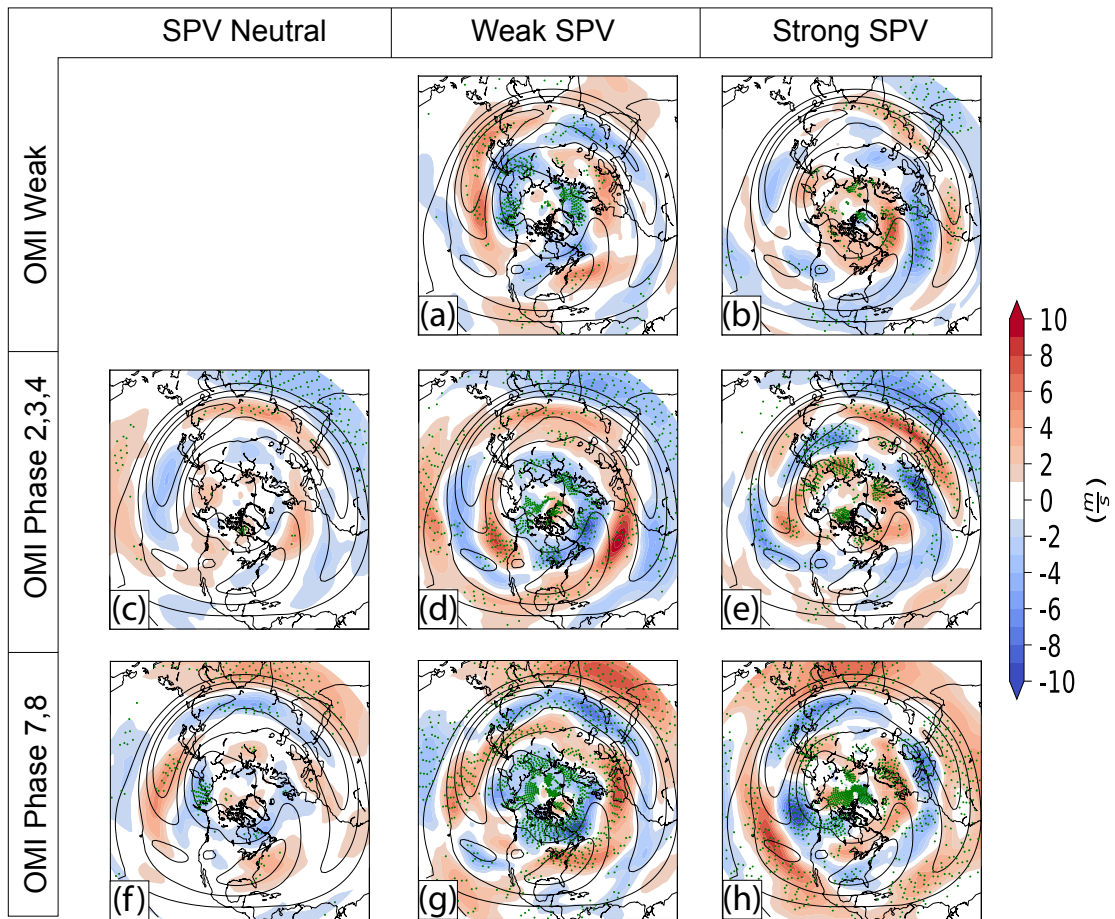 SPV Neutral
Weak SPV
Strong SPV
OMI Weak
(a)
(b)
OMI Phase 2,3,4
(c)
(d)
(e)
OMI Phase 7,8
(f)
(g)
(h)
10
8
6
4
2
0
-2
-4
-6
-8
-10
(m/s)